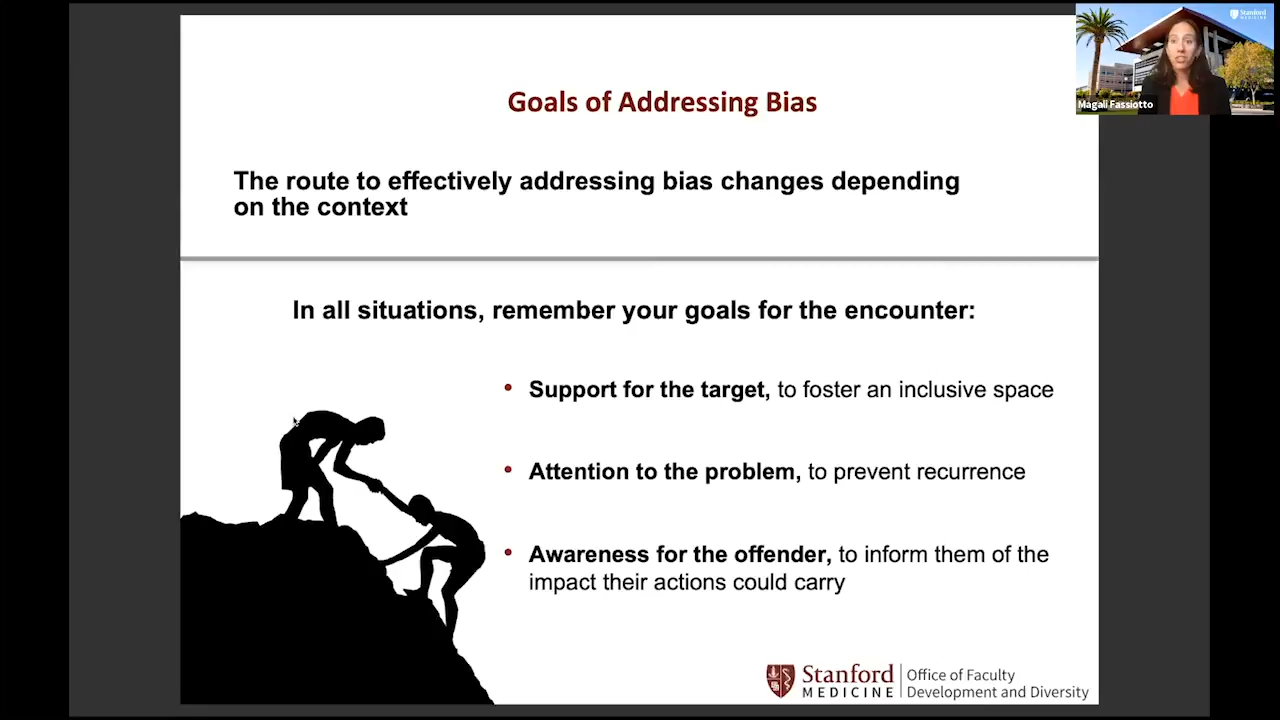 Goals of Addressing Bias
The route to effectively addressing bias changes depending
on the context
In all situations, remember your goals for the encounter:
• Support for the target, to foster an inclusive space
• Attention to the problem, to prevent recurrence
• Awareness for the offender, to inform them of the
impact their actions could carry
Stanford
MEDICINE
Office of Faculty
Development and Diversity
Stanford
MEDICINE
Magali Fassiotto